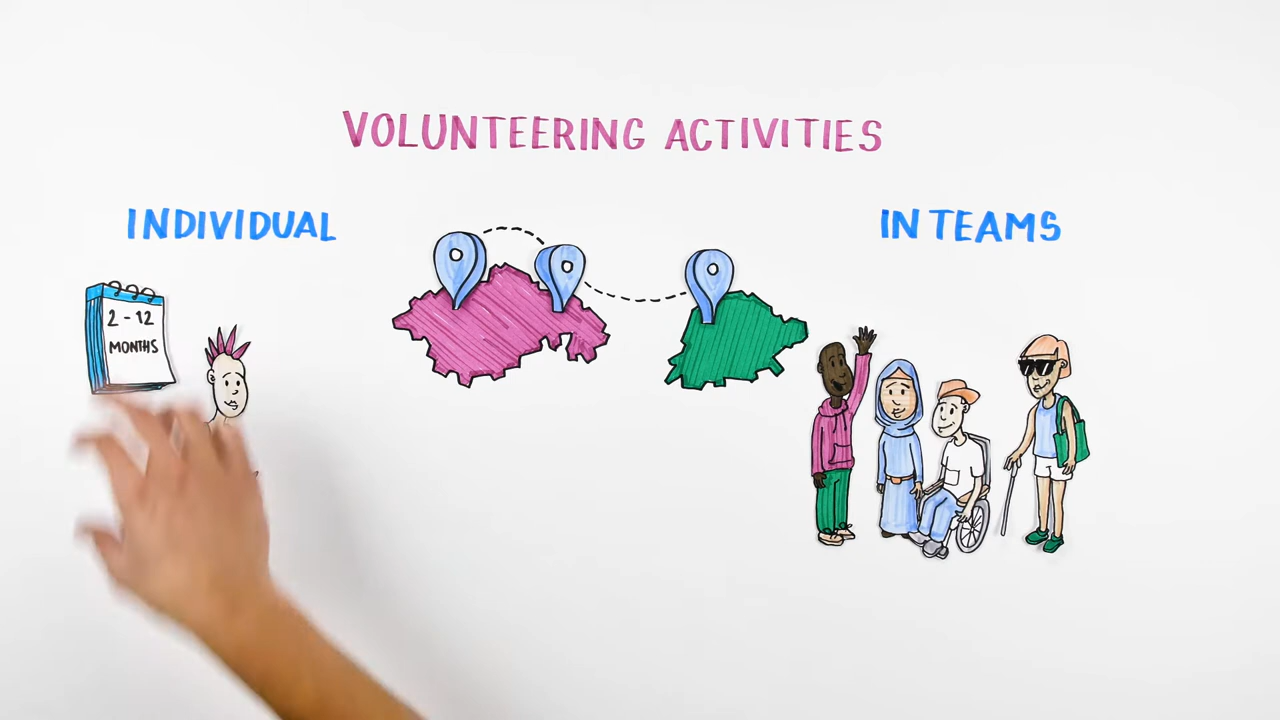 VOLUNTEERING ACTIVITIES
INDIVIDUAL
IN TEAMS
2-12
MONTHS